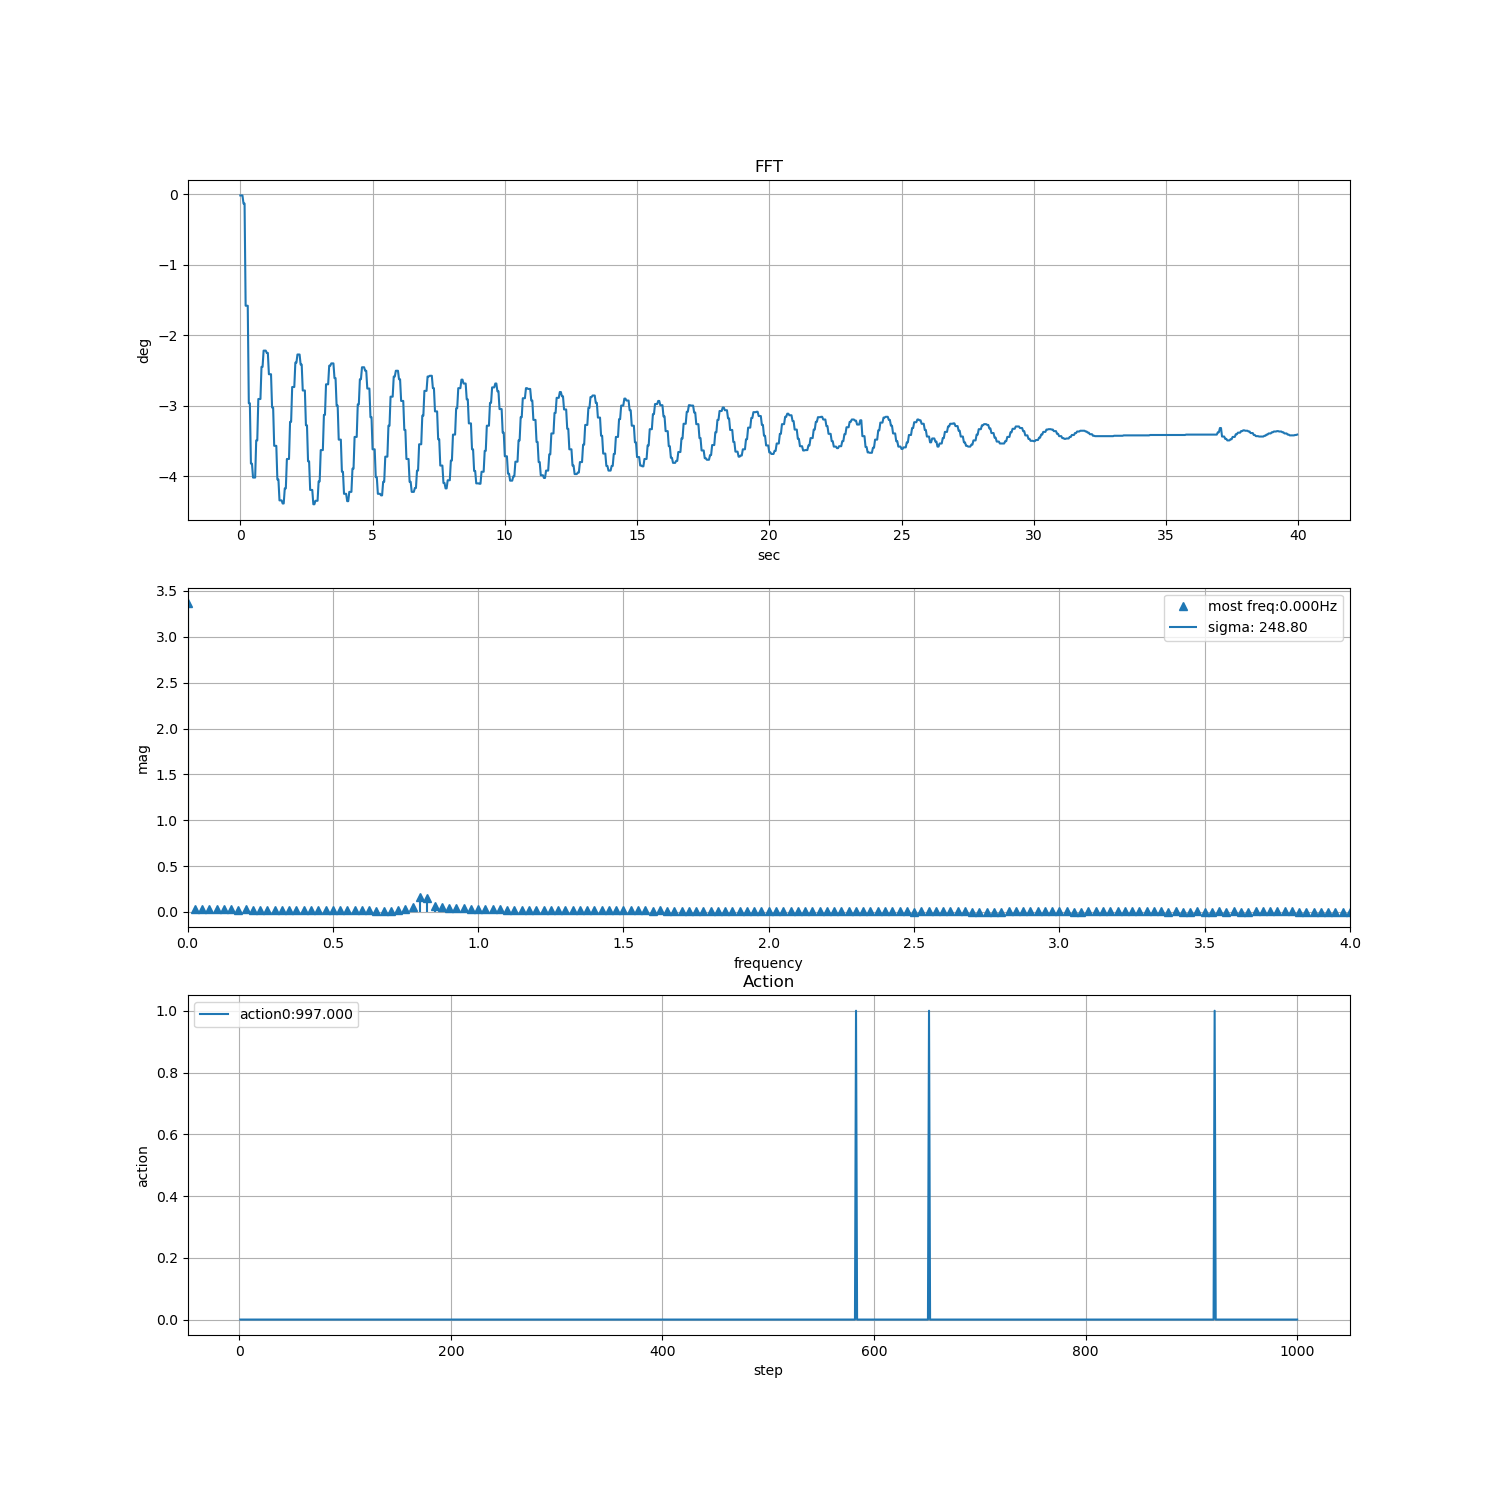 FFT
0
−1
−2
−3
−4
deg
0 5 10 15 20 25 30 35 40
sec
3.5
3.0
2.5
2.0
1.5
1.0
0.5
0.0
mag
most freq:0.000Hz
sigma: 248.80
0.0 0.5 1.0 1.5 2.0 2.5 3.0 3.5 4.0
frequency
Action
1.0
0.8
0.6
0.4
0.2
0.0
action
action0:997.000
0 200 400 600 800 1000
step